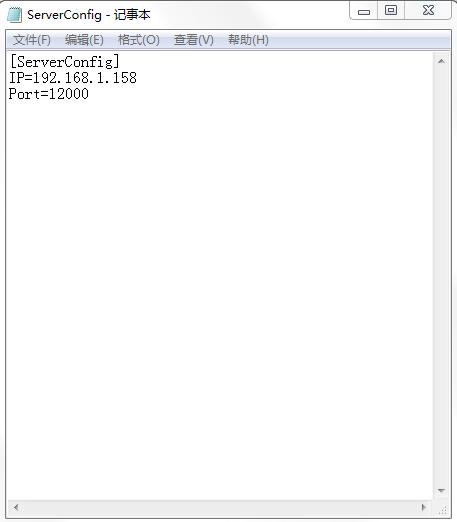 ServerConfig - 记事本
文件(F) 编辑(E) 格式(O) 查看(V) 帮助(H)
[ServerConfig]
IP=192.168.1.158
Port=12000